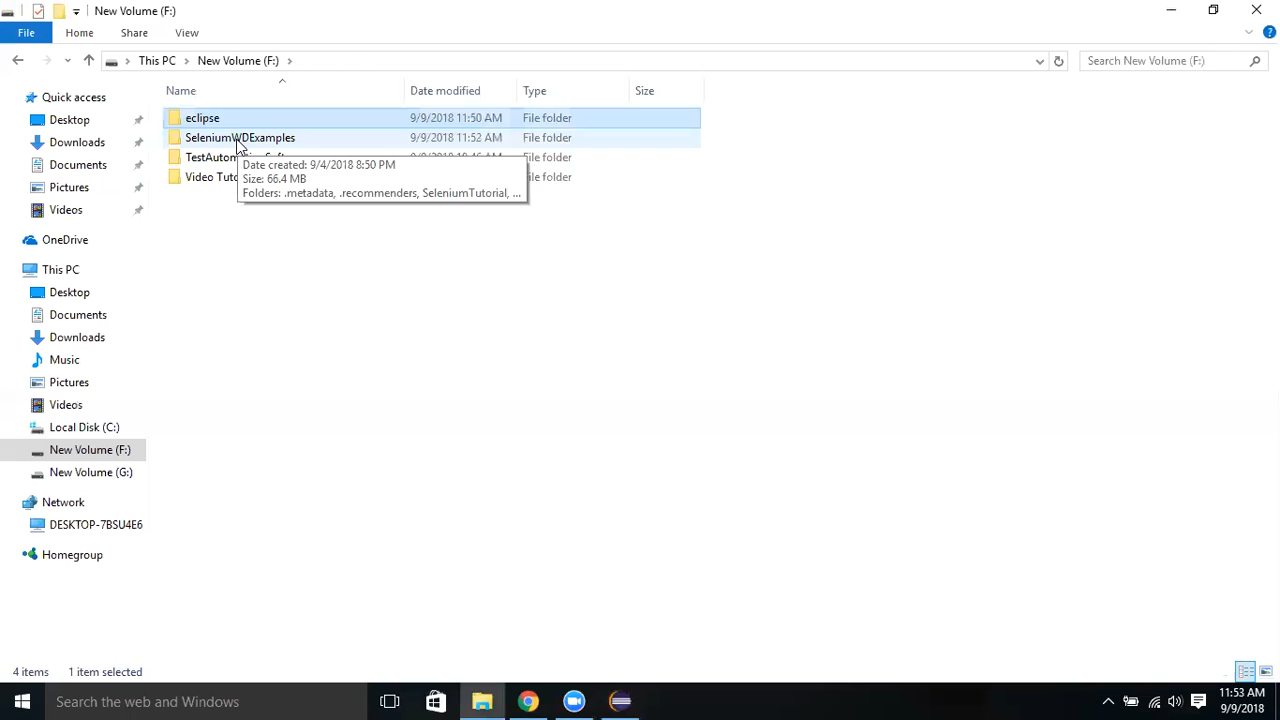 New Volume (F:)
File Home Share View
This PC New Volume (F:) Search New Volume (F:)
Name Date modified Type Size
eclipse 9/9/2018 11:50 AM File folder
SeleniumWDExamples 9/9/2018 11:52 AM File folder
File folder
Video Tuto File folder
Date created: 9/4/2018 8:50 PM
Size: 66.4 MB
Folders: .metadata, .recommenders, SeleniumTutorial, ...
Quick access
Desktop
Downloads
Documents
Pictures
Videos
OneDrive
This PC
Desktop
Documents
Downloads
Music
Pictures
Videos
Local Disk (C:)
New Volume (F:)
New Volume (G:)
Network
DESKTOP-7BSU4E6
Homegroup
4 items 1 item selected
Search the web and Windows
11:53 AM
9/9/2018